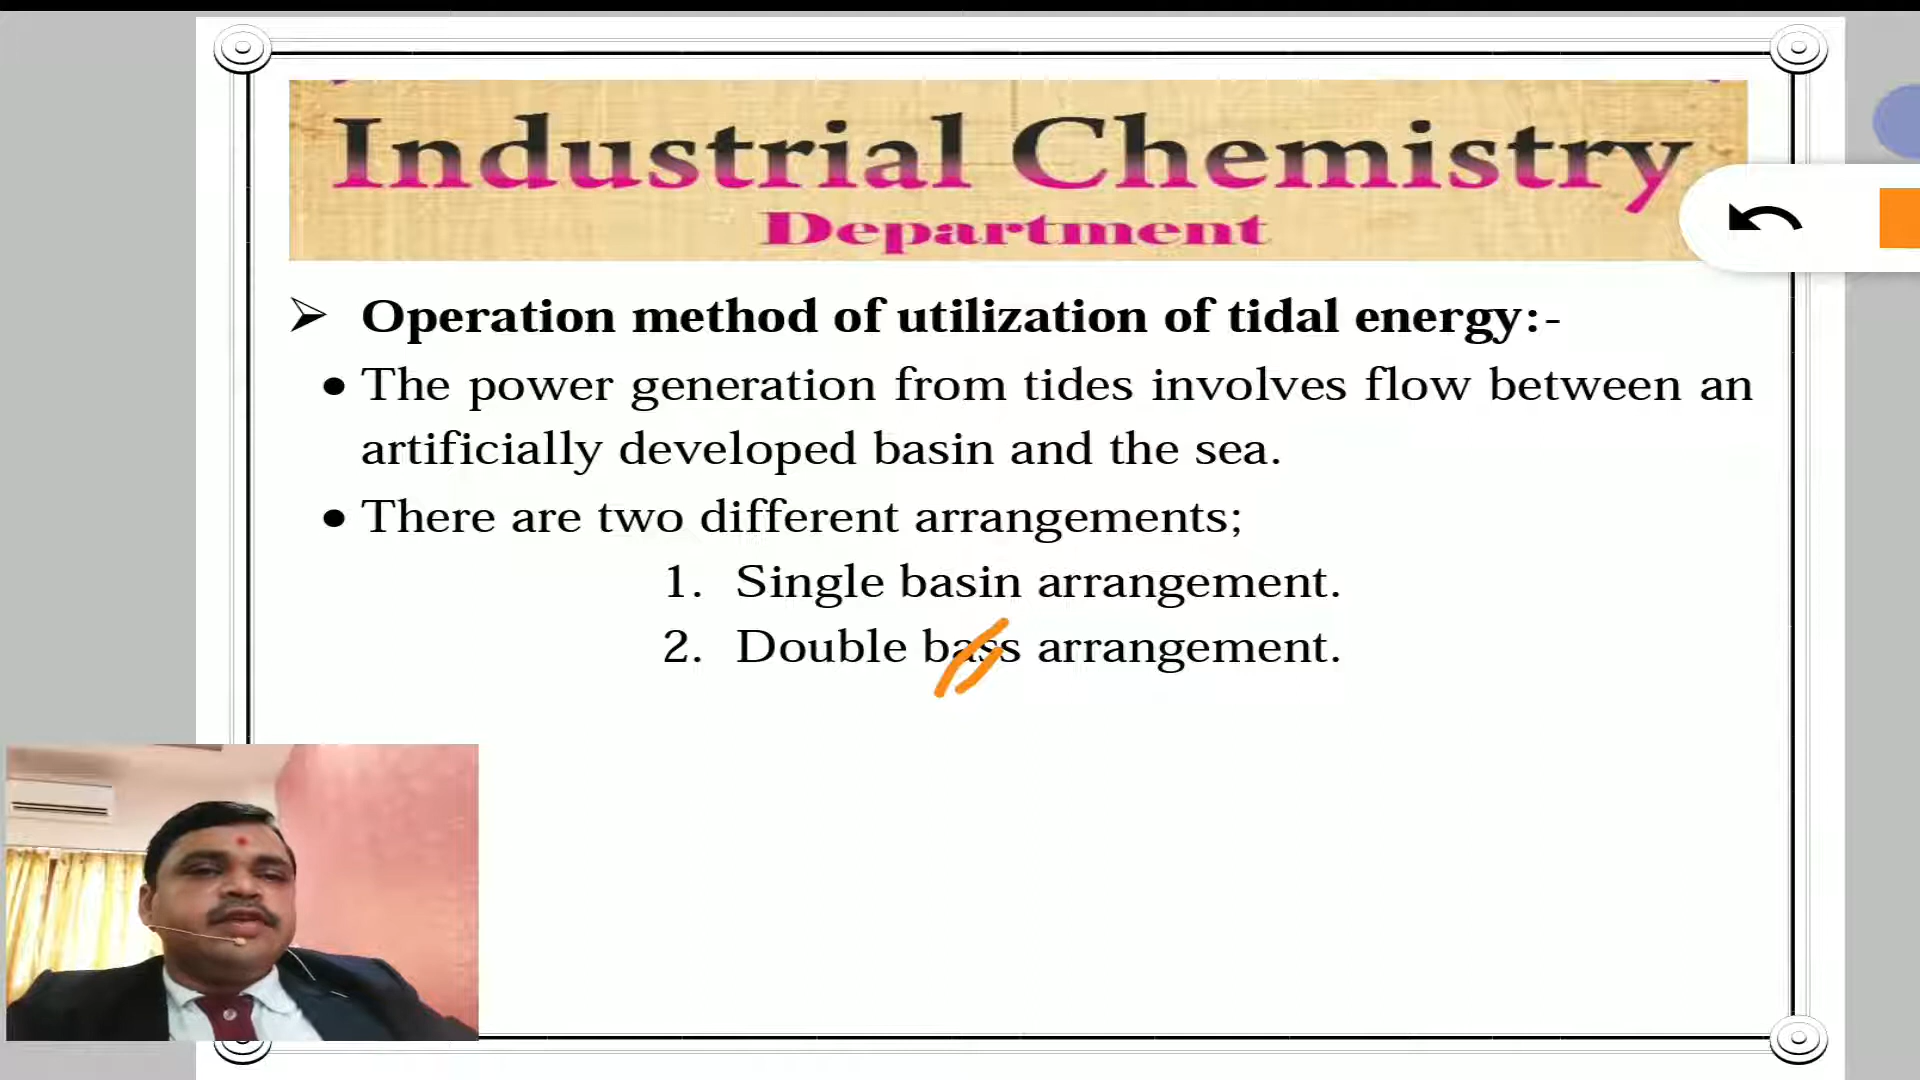 Industrial Chemistry
Department
➢ Operation method of utilization of tidal energy:-
• The power generation from tides involves flow between an
artificially developed basin and the sea.
• There are two different arrangements;
1. Single basin arrangement.
2. Double bass arrangement.